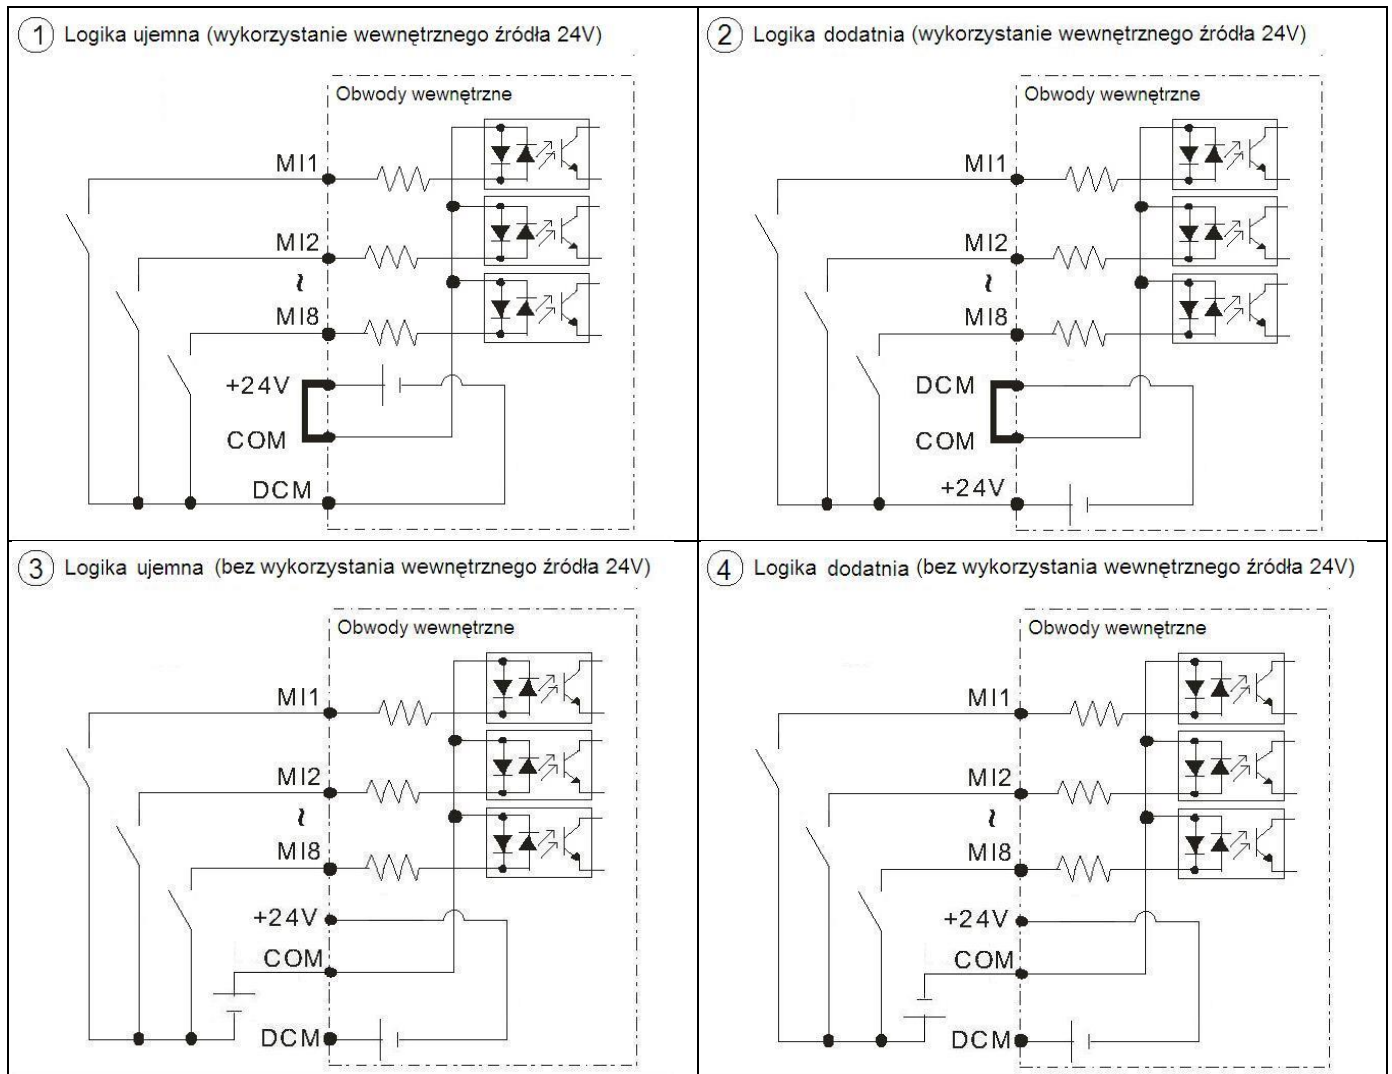 1 Logika ujemna (wykorzystanie wewnętrznego źródła 24V)
Obwody wewnętrzne
MI1
MI2
~
MI8
+24V
COM
DCM
2 Logika dodatnia (wykorzystanie wewnętrznego źródła 24V)
Obwody wewnętrzne
MI1
MI2
~
MI8
DCM
COM
+24V
3 Logika ujemna (bez wykorzystania wewnętrznego źródła 24V)
Obwody wewnętrzne
MI1
MI2
~
MI8
+24V
COM
DCM
4 Logika dodatnia (bez wykorzystania wewnętrznego źródła 24V)
Obwody wewnętrzne
MI1
MI2
~
MI8
+24V
COM
DCM